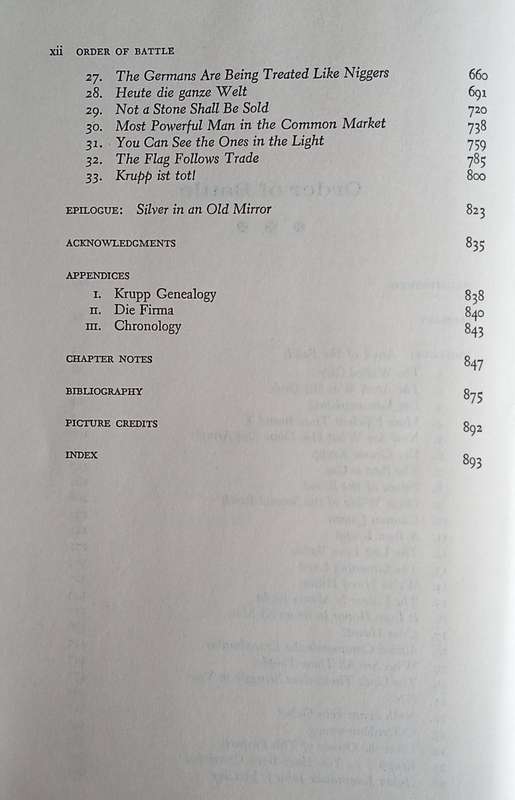 xii ORDER OF BATTLE
27. The Germans Are Being Treated Like Niggers 660
28. Heute die ganze Welt 691
29. Not a Stone Shall Be Sold 720
30. Most Powerful Man in the Common Market 738
31. You Can See the Ones in the Light 759
32. The Flag Follows Trade 785
33. Krupp ist tot! 800
EPILOGUE: Silver in an Old Mirror 823
ACKNOWLEDGMENTS 835
APPENDICES
I. Krupp Genealogy 838
II. Die Firma 840
III. Chronology 843
CHAPTER NOTES 847
BIBLIOGRAPHY 875
PICTURE CREDITS 892
INDEX 893